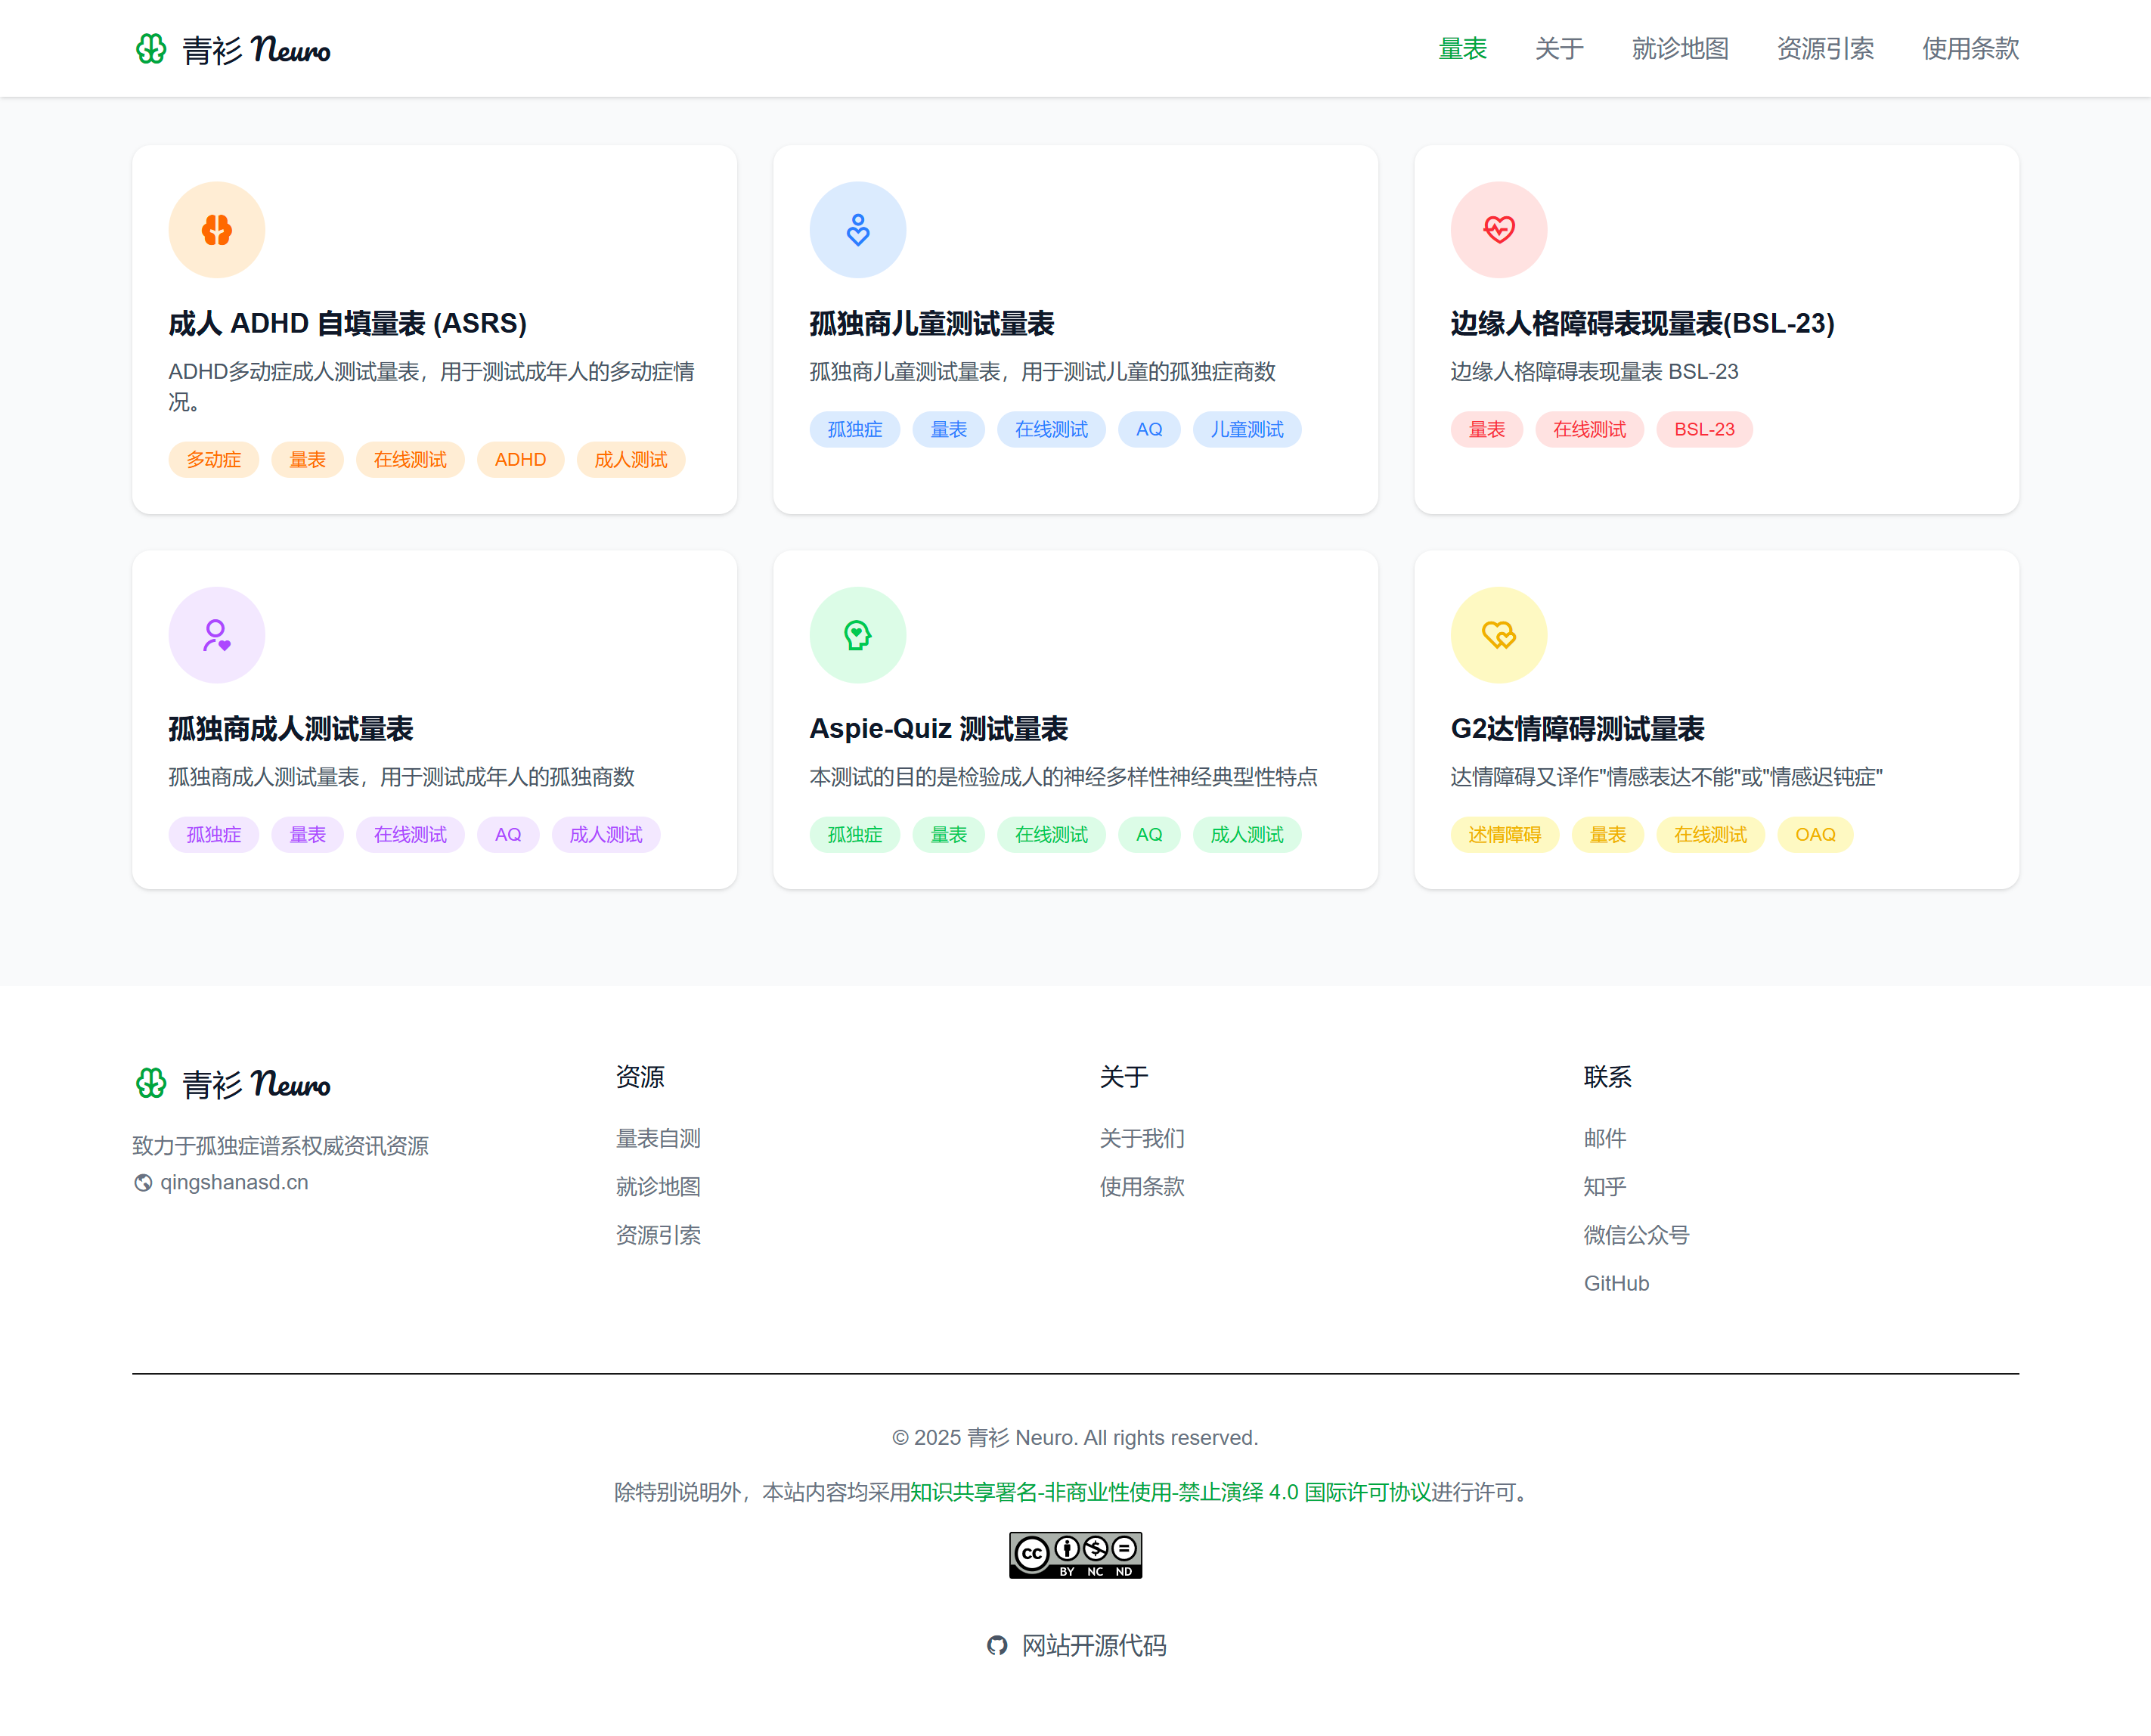 青衫 Neuro
量表
关于
就诊地图
资源引索
使用条款
成人 ADHD 自填量表 (ASRS)
ADHD多动症成人测试量表，用于测试成年人的多动症情
况。
多动症 量表 在线测试 ADHD 成人测试
孤独商儿童测试量表
孤独商儿童测试量表，用于测试儿童的孤独症商数
孤独症 量表 在线测试 AQ 儿童测试
边缘人格障碍表现量表(BSL-23)
边缘人格障碍表现量表 BSL-23
量表 在线测试 BSL-23
孤独商成人测试量表
孤独商成人测试量表，用于测试成年人的孤独商数
孤独症 量表 在线测试 AQ 成人测试
Aspie-Quiz 测试量表
本测试的目的是检验成人的神经多样性神经典型性特点
孤独症 量表 在线测试 AQ 成人测试
G2达情障碍测试量表
达情障碍又译作"情感表达不能"或"情感迟钝症"
述情障碍 量表 在线测试 OAQ
青衫 Neuro
致力于孤独症谱系权威资讯资源
qingshanasd.cn
资源
量表自测
就诊地图
资源引索
关于
关于我们
使用条款
联系
邮件
知乎
微信公众号
GitHub
© 2025 青衫 Neuro. All rights reserved.
除特别说明外，本站内容均采用知识共享署名-非商业性使用-禁止演绎 4.0 国际许可协议进行许可。
CC BY NC ND
网站开源代码